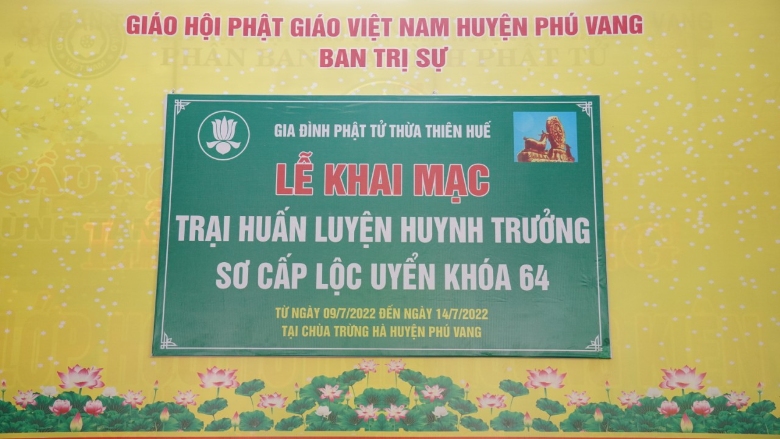 GIÁO HỘI PHẬT GIÁO VIỆT NAM HUYỆN PHÚ VANG
BAN TRỊ SỰ
GIA ĐÌNH PHẬT TỬ THỪA THIÊN HUẾ
LỄ KHAI MẠC
TRẠI HUẤN LUYỆN HUYNH TRƯỞNG
SƠ CẤP LỘC UYỂN KHÓA 64
TỪ NGÀY 09/7/2022 ĐẾN NGÀY 14/7/2022
TẠI CHÙA TRỪNG HÀ HUYỆN PHÚ VANG